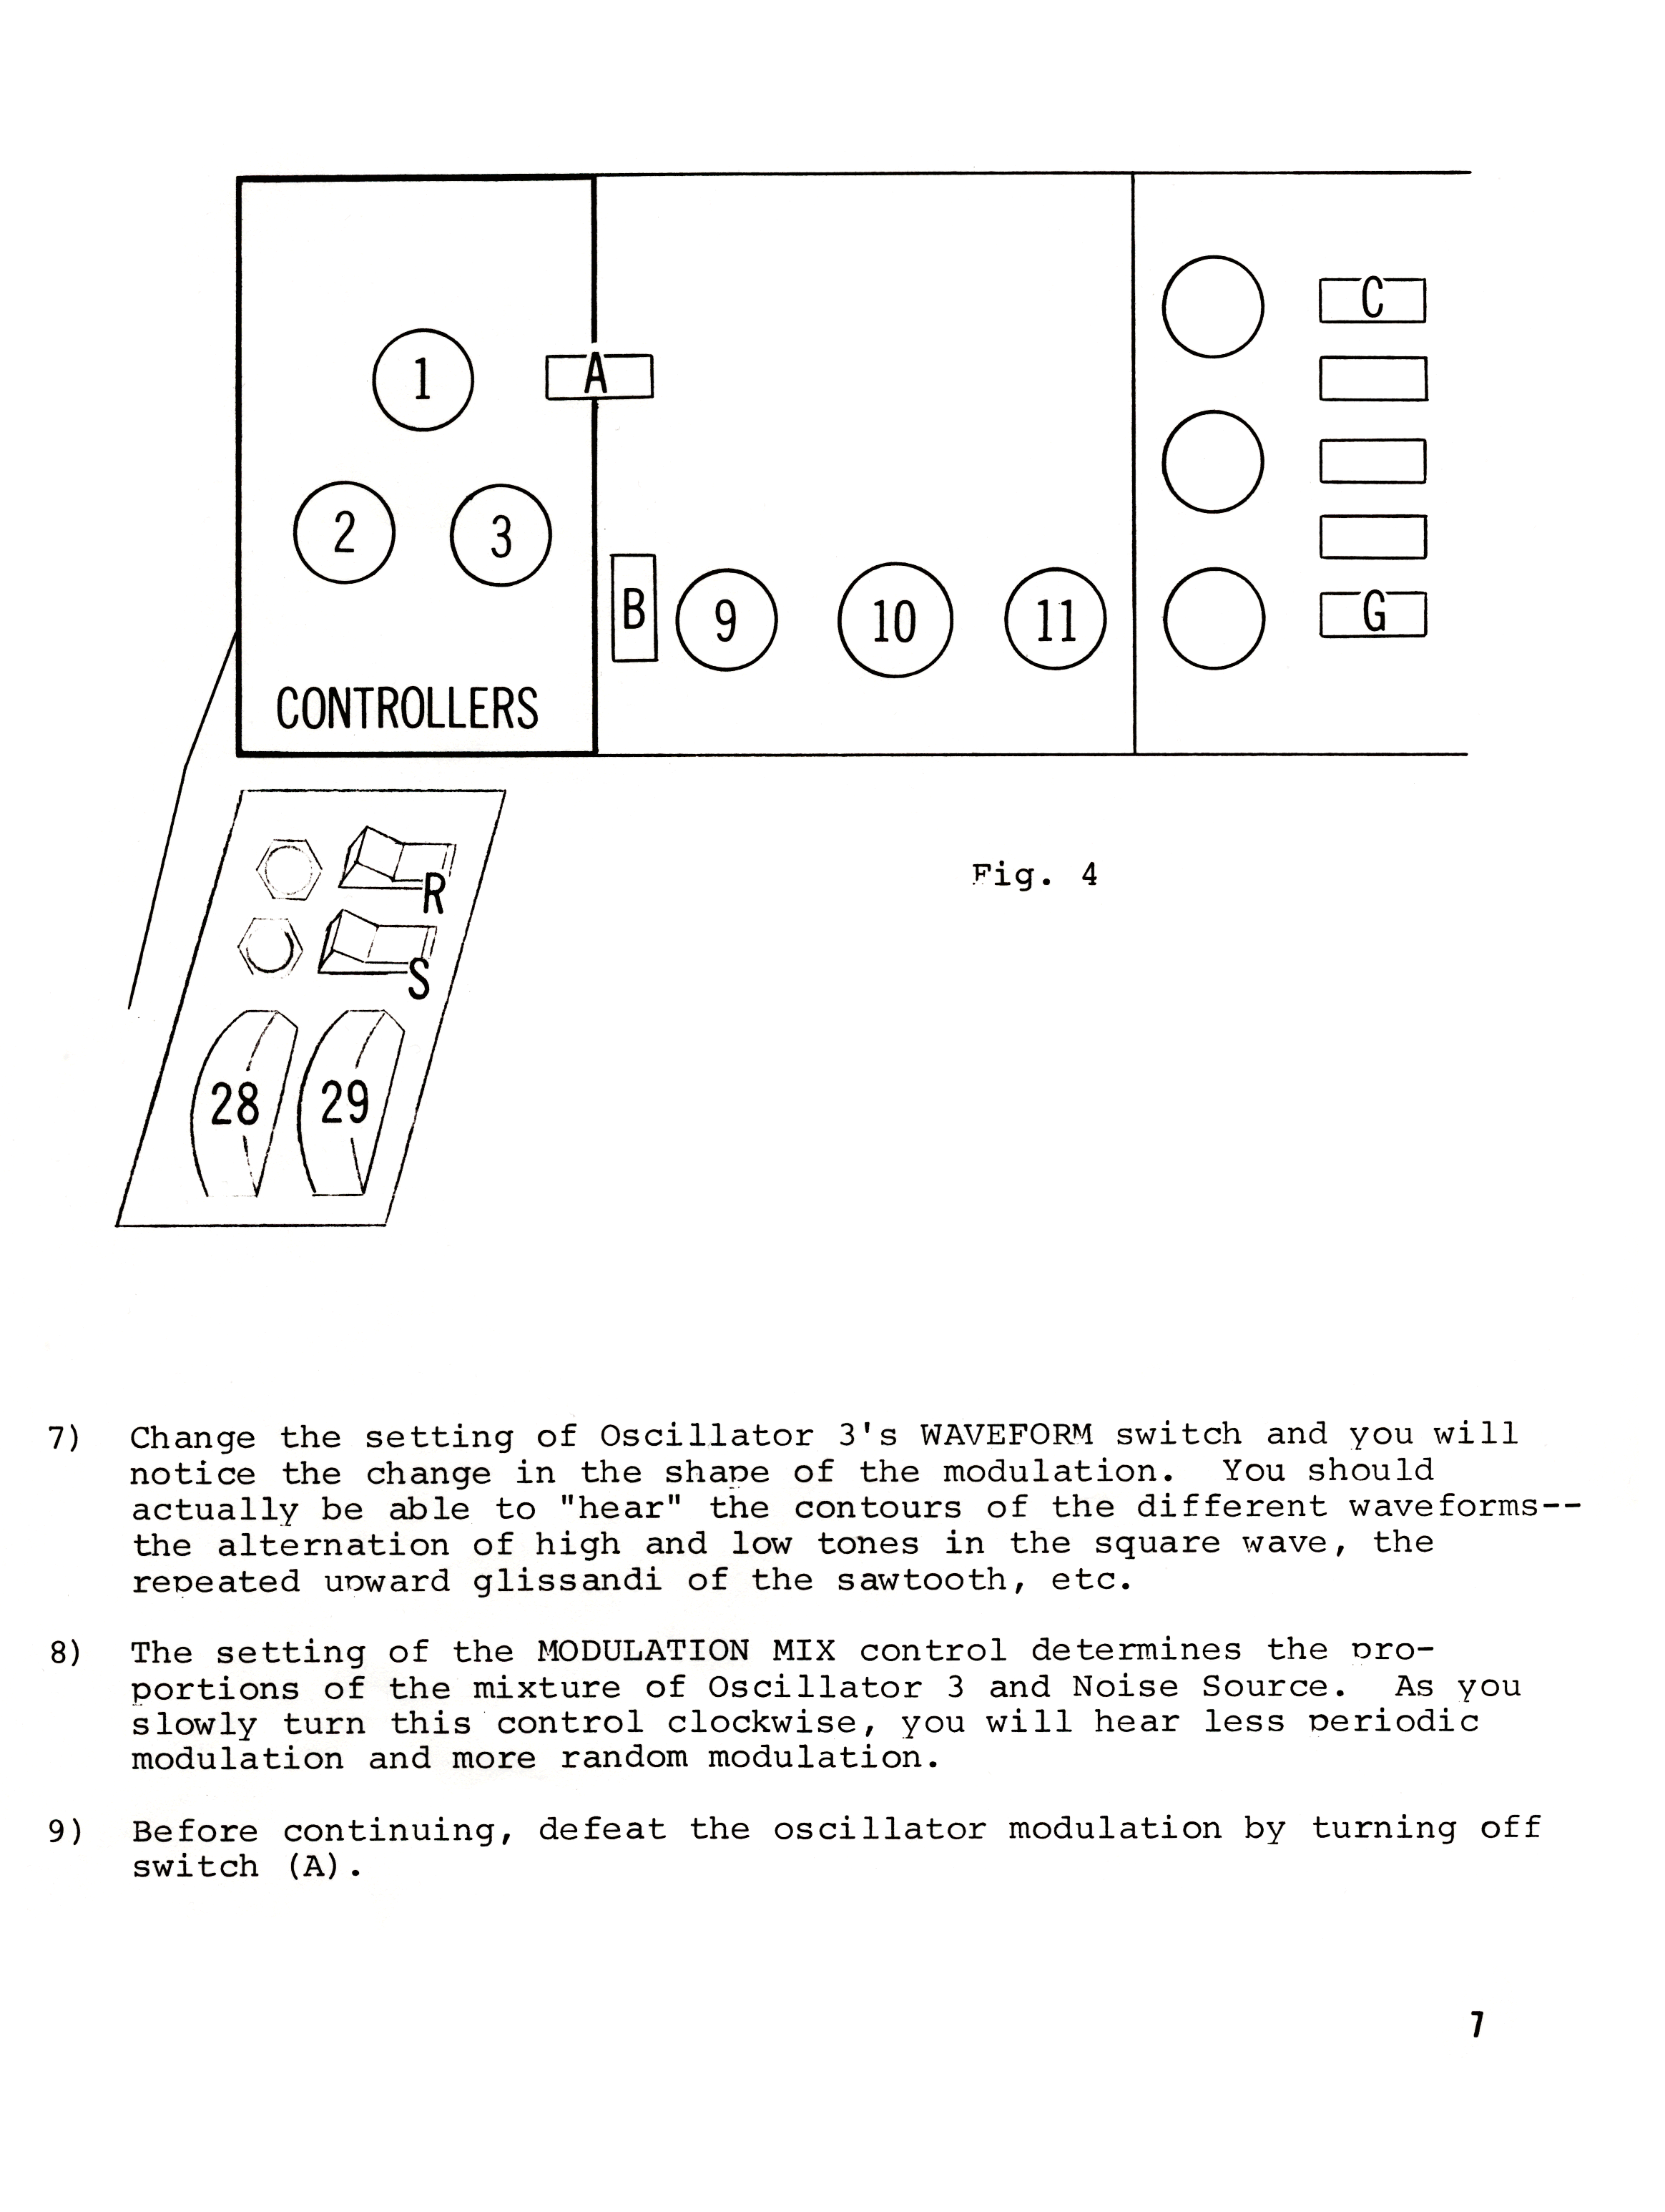 C
1
A
2
3
B
9
10
11
G
CONTROLLERS
Fig. 4
R
S
28
29
7) Change the setting of Oscillator 3's WAVEFORM switch and you will
notice the change in the shape of the modulation. You should
actually be able to "hear" the contours of the different waveforms--
the alternation of high and low tones in the square wave, the
repeated upward glissandi of the sawtooth, etc.
8) The setting of the MODULATION MIX control determines the pro-
portions of the mixture of Oscillator 3 and Noise Source. As you
slowly turn this control clockwise, you will hear less periodic
modulation and more random modulation.
9) Before continuing, defeat the oscillator modulation by turning off
switch (A).
7